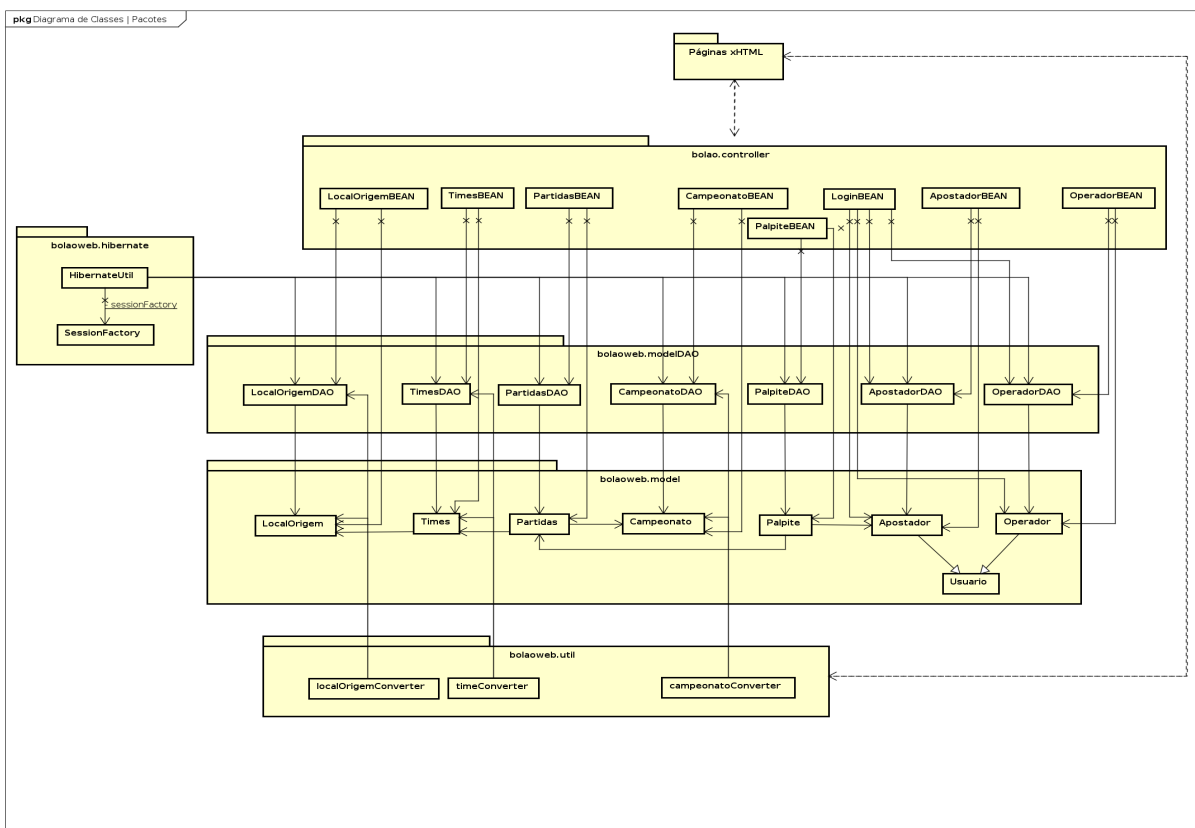 pkg Diagrama de Classes | Pacotes
Páginas xHTML
bolao.controller
LocalOrigemBEAN
TimesBEAN
PartidasBEAN
CampeonatoBEAN
LoginBEAN
ApostadorBEAN
OperadorBEAN
PalpiteBEAN
bolaoweb.hibernate
HibernateUtil
- sessionFactory
SessionFactory
bolaoweb.modelDAO
LocalOrigemDAO
TimesDAO
PartidasDAO
CampeonatoDAO
PalpiteDAO
ApostadorDAO
OperadorDAO
bolaoweb.model
LocalOrigem
Times
Partidas
Campeonato
Palpite
Apostador
Operador
Usuario
bolaoweb.util
localOrigemConverter
timeConverter
campeonatoConverter